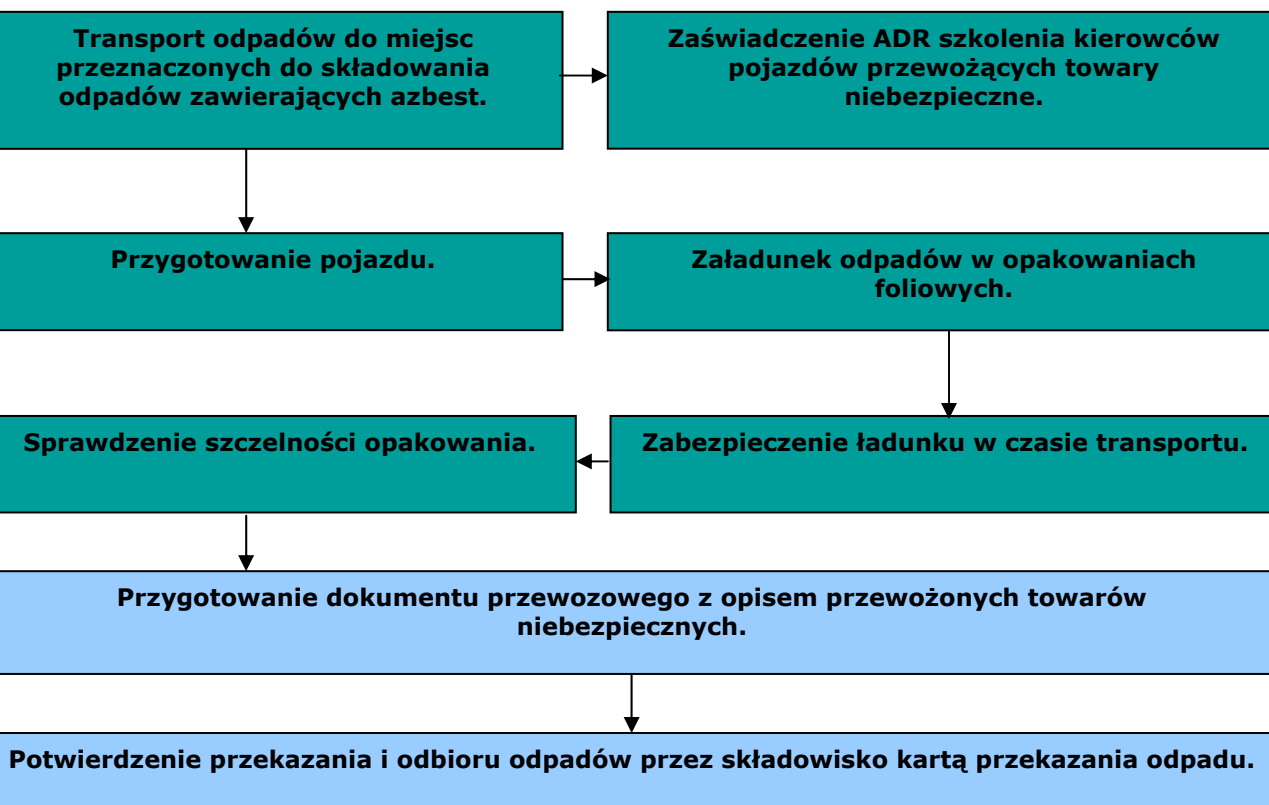 Transport odpadów do miejsc
przeznaczonych do składowania
odpadów zawierających azbest.
Zaświadczenie ADR szkolenia kierowców
pojazdów przewożących towary
niebezpieczne.
Przygotowanie pojazdu.
Załadunek odpadów w opakowaniach
foliowych.
Sprawdzenie szczelności opakowania.
Zabezpieczenie ładunku w czasie transportu.
Przygotowanie dokumentu przewozowego z opisem przewożonych towarów
niebezpiecznych.
Potwierdzenie przekazania i odbioru odpadów przez składowisko kartą przekazania odpadu.